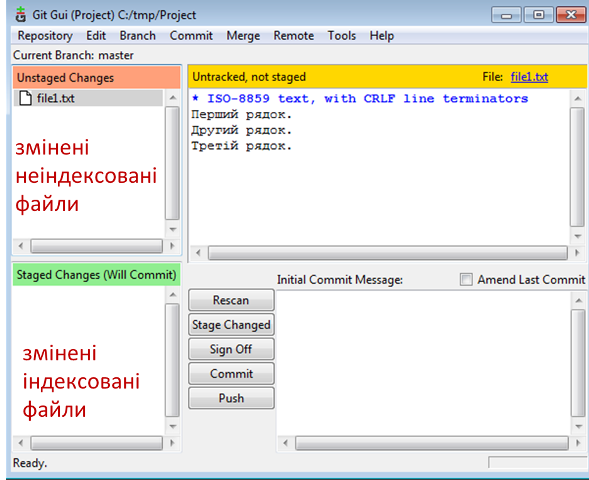 Git Gui (Project) C:/tmp/Project
Repository Edit Branch Commit Merge Remote Tools Help
Current Branch: master
Unstaged Changes
file1.txt
змінені
неіндексовані
файли
Untracked, not staged File: file1.txt
* ISO-8859 text, with CRLF line terminators
Перший рядок.
Другий рядок.
Третій рядок.
Staged Changes (Will Commit)
змінені
індексовані
файли
Initial Commit Message: Amend Last Commit
Rescan
Stage Changed
Sign Off
Commit
Push
Ready.